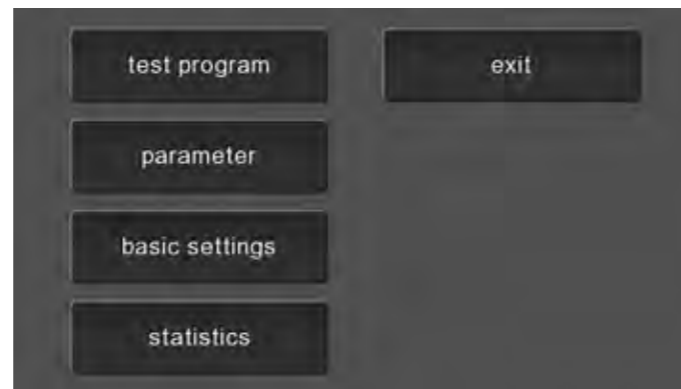 test program
exit
parameter
basic settings
statistics